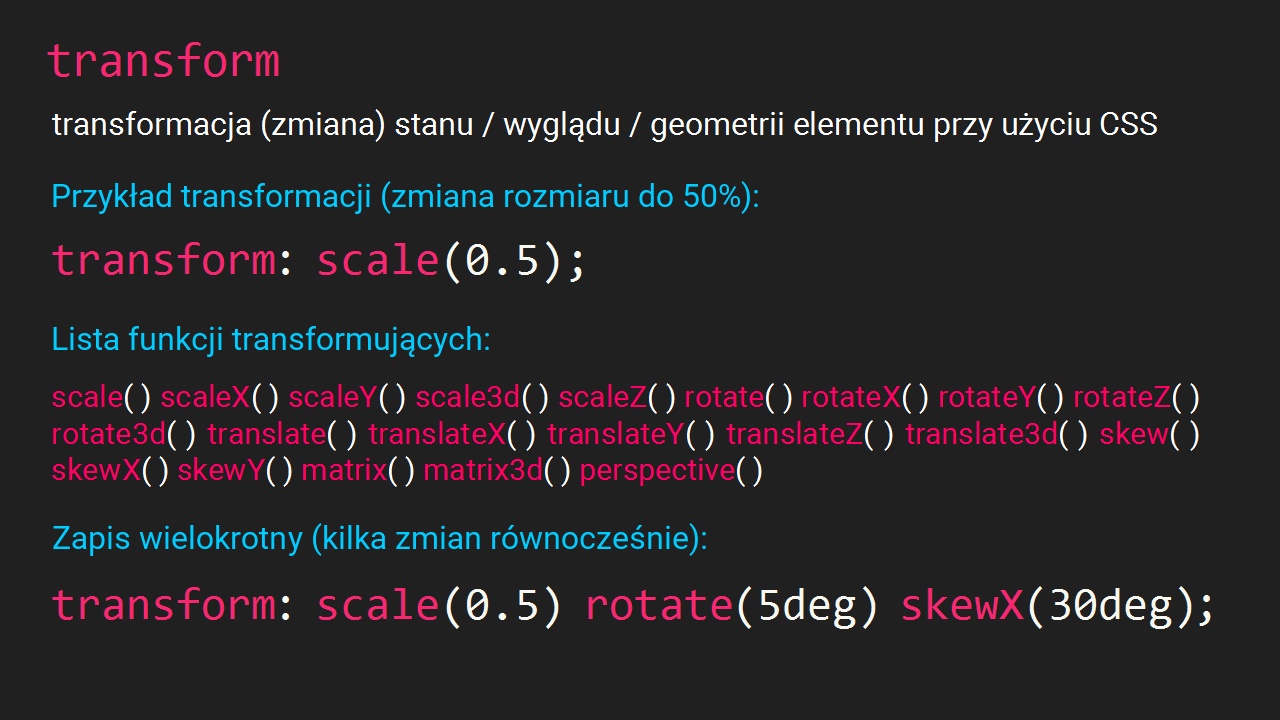 transform
transformacja (zmiana) stanu / wyglądu / geometrii elementu przy użyciu CSS
Przykład transformacji (zmiana rozmiaru do 50%):
transform: scale(0.5);
Lista funkcji transformujących:
scale( ) scaleX( ) scaleY( ) scale3d( ) scaleZ( ) rotate( ) rotateX( ) rotateY( ) rotateZ( )
rotate3d( ) translate( ) translateX( ) translateY( ) translateZ( ) translate3d( ) skew( )
skewX( ) skewY( ) matrix( ) matrix3d( ) perspective( )
Zapis wielokrotny (kilka zmian równocześnie):
transform: scale(0.5) rotate(5deg) skewX(30deg);